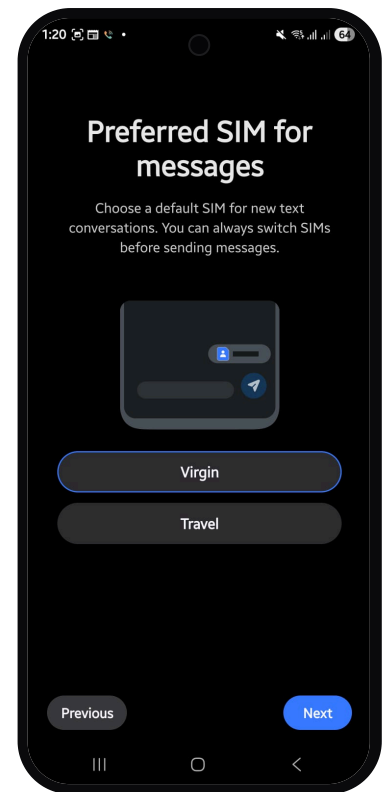 1:20
64
Preferred SIM for
messages
Choose a default SIM for new text
conversations. You can always switch SIMs
before sending messages.
Virgin
Travel
Previous
Next